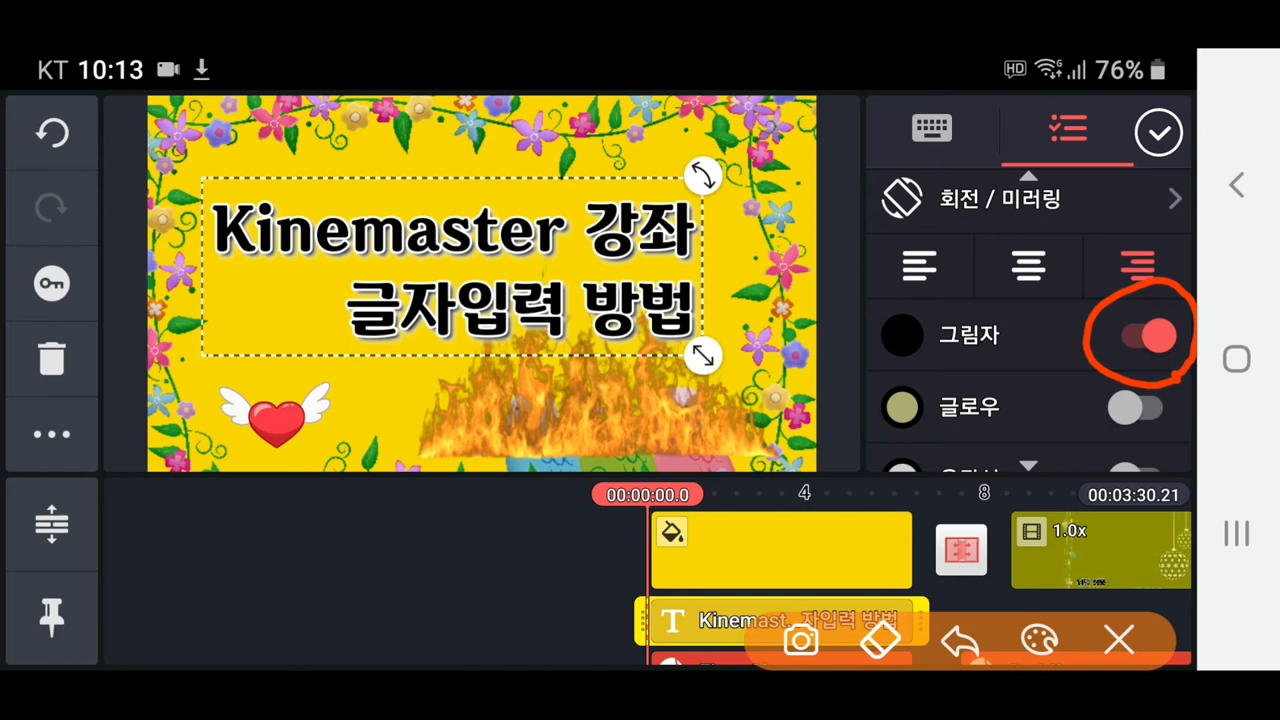 KT 10:13
HD 76%
Kinemaster 강좌
글자입력 방법
회전 / 미러링
그림자
글로우
00:00:00.0
4
8
00:03:30.21
1.0x
T Kinemast...자입력 방법